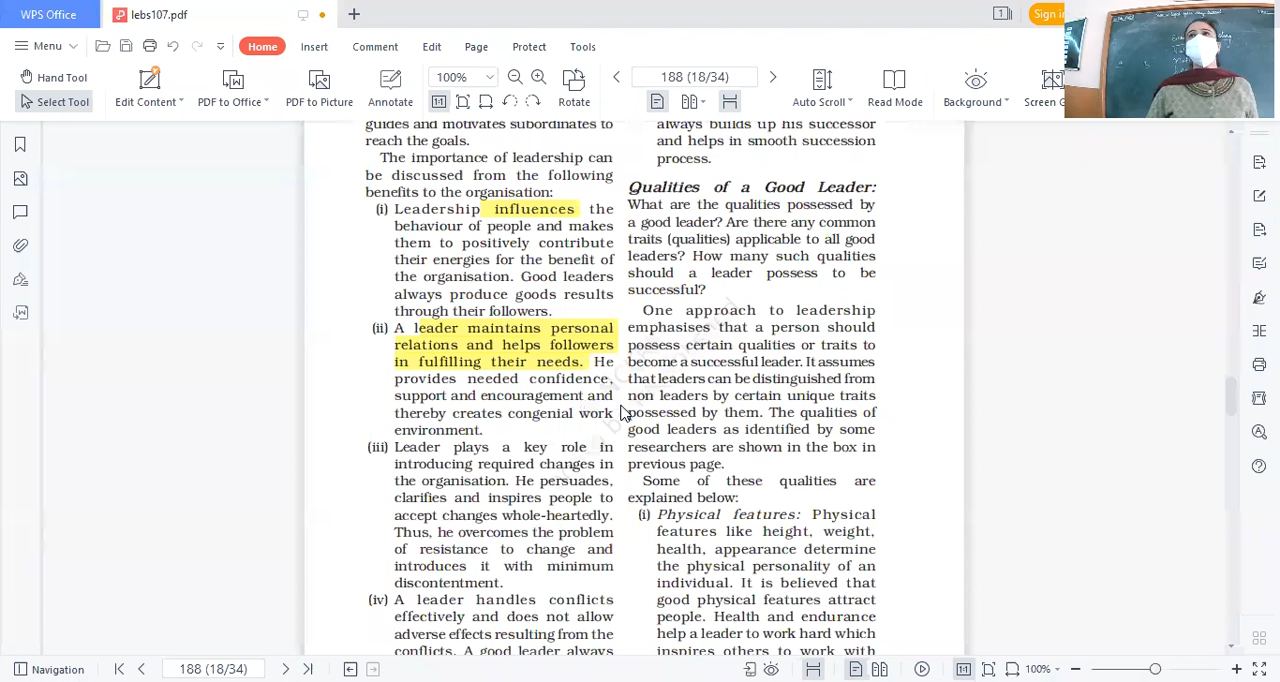 WPS Office
lebs107.pdf
1
Sign in
Menu
Home
Insert
Comment
Edit
Page
Protect
Tools
Hand Tool
Select Tool
Edit Content
PDF to Office
PDF to Picture
Annotate
100%
188 (18/34)
Rotate
Auto Scroll
Read Mode
Background
Screen G
guides and motivates subordinates to
reach the goals.
The importance of leadership can
be discussed from the following
benefits to the organisation:
(i) Leadership influences the
behaviour of people and makes
them to positively contribute
their energies for the benefit of
the organisation. Good leaders
always produce goods results
through their followers.
(ii) A leader maintains personal
relations and helps followers
in fulfilling their needs. He
provides needed confidence,
support and encouragement and
thereby creates congenial work
environment.
(iii) Leader plays a key role in
introducing required changes in
the organisation. He persuades,
clarifies and inspires people to
accept changes whole-heartedly.
Thus, he overcomes the problem
of resistance to change and
introduces it with minimum
discontentment.
(iv) A leader handles conflicts
effectively and does not allow
adverse effects resulting from the
conflicts. A good leader always
always builds up his successor
and helps in smooth succession
process.
Qualities of a Good Leader:
What are the qualities possessed by
a good leader? Are there any common
traits (qualities) applicable to all good
leaders? How many such qualities
should a leader possess to be
successful?
One approach to leadership
emphasises that a person should
possess certain qualities or traits to
become a successful leader. It assumes
that leaders can be distinguished from
non leaders by certain unique traits
possessed by them. The qualities of
good leaders as identified by some
researchers are shown in the box in
previous page.
Some of these qualities are
explained below:
(i) Physical features: Physical
features like height, weight,
health, appearance determine
the physical personality of an
individual. It is believed that
good physical features attract
people. Health and endurance
help a leader to work hard which
inspires others to work with
Navigation
188 (18/34)
1:1
100%